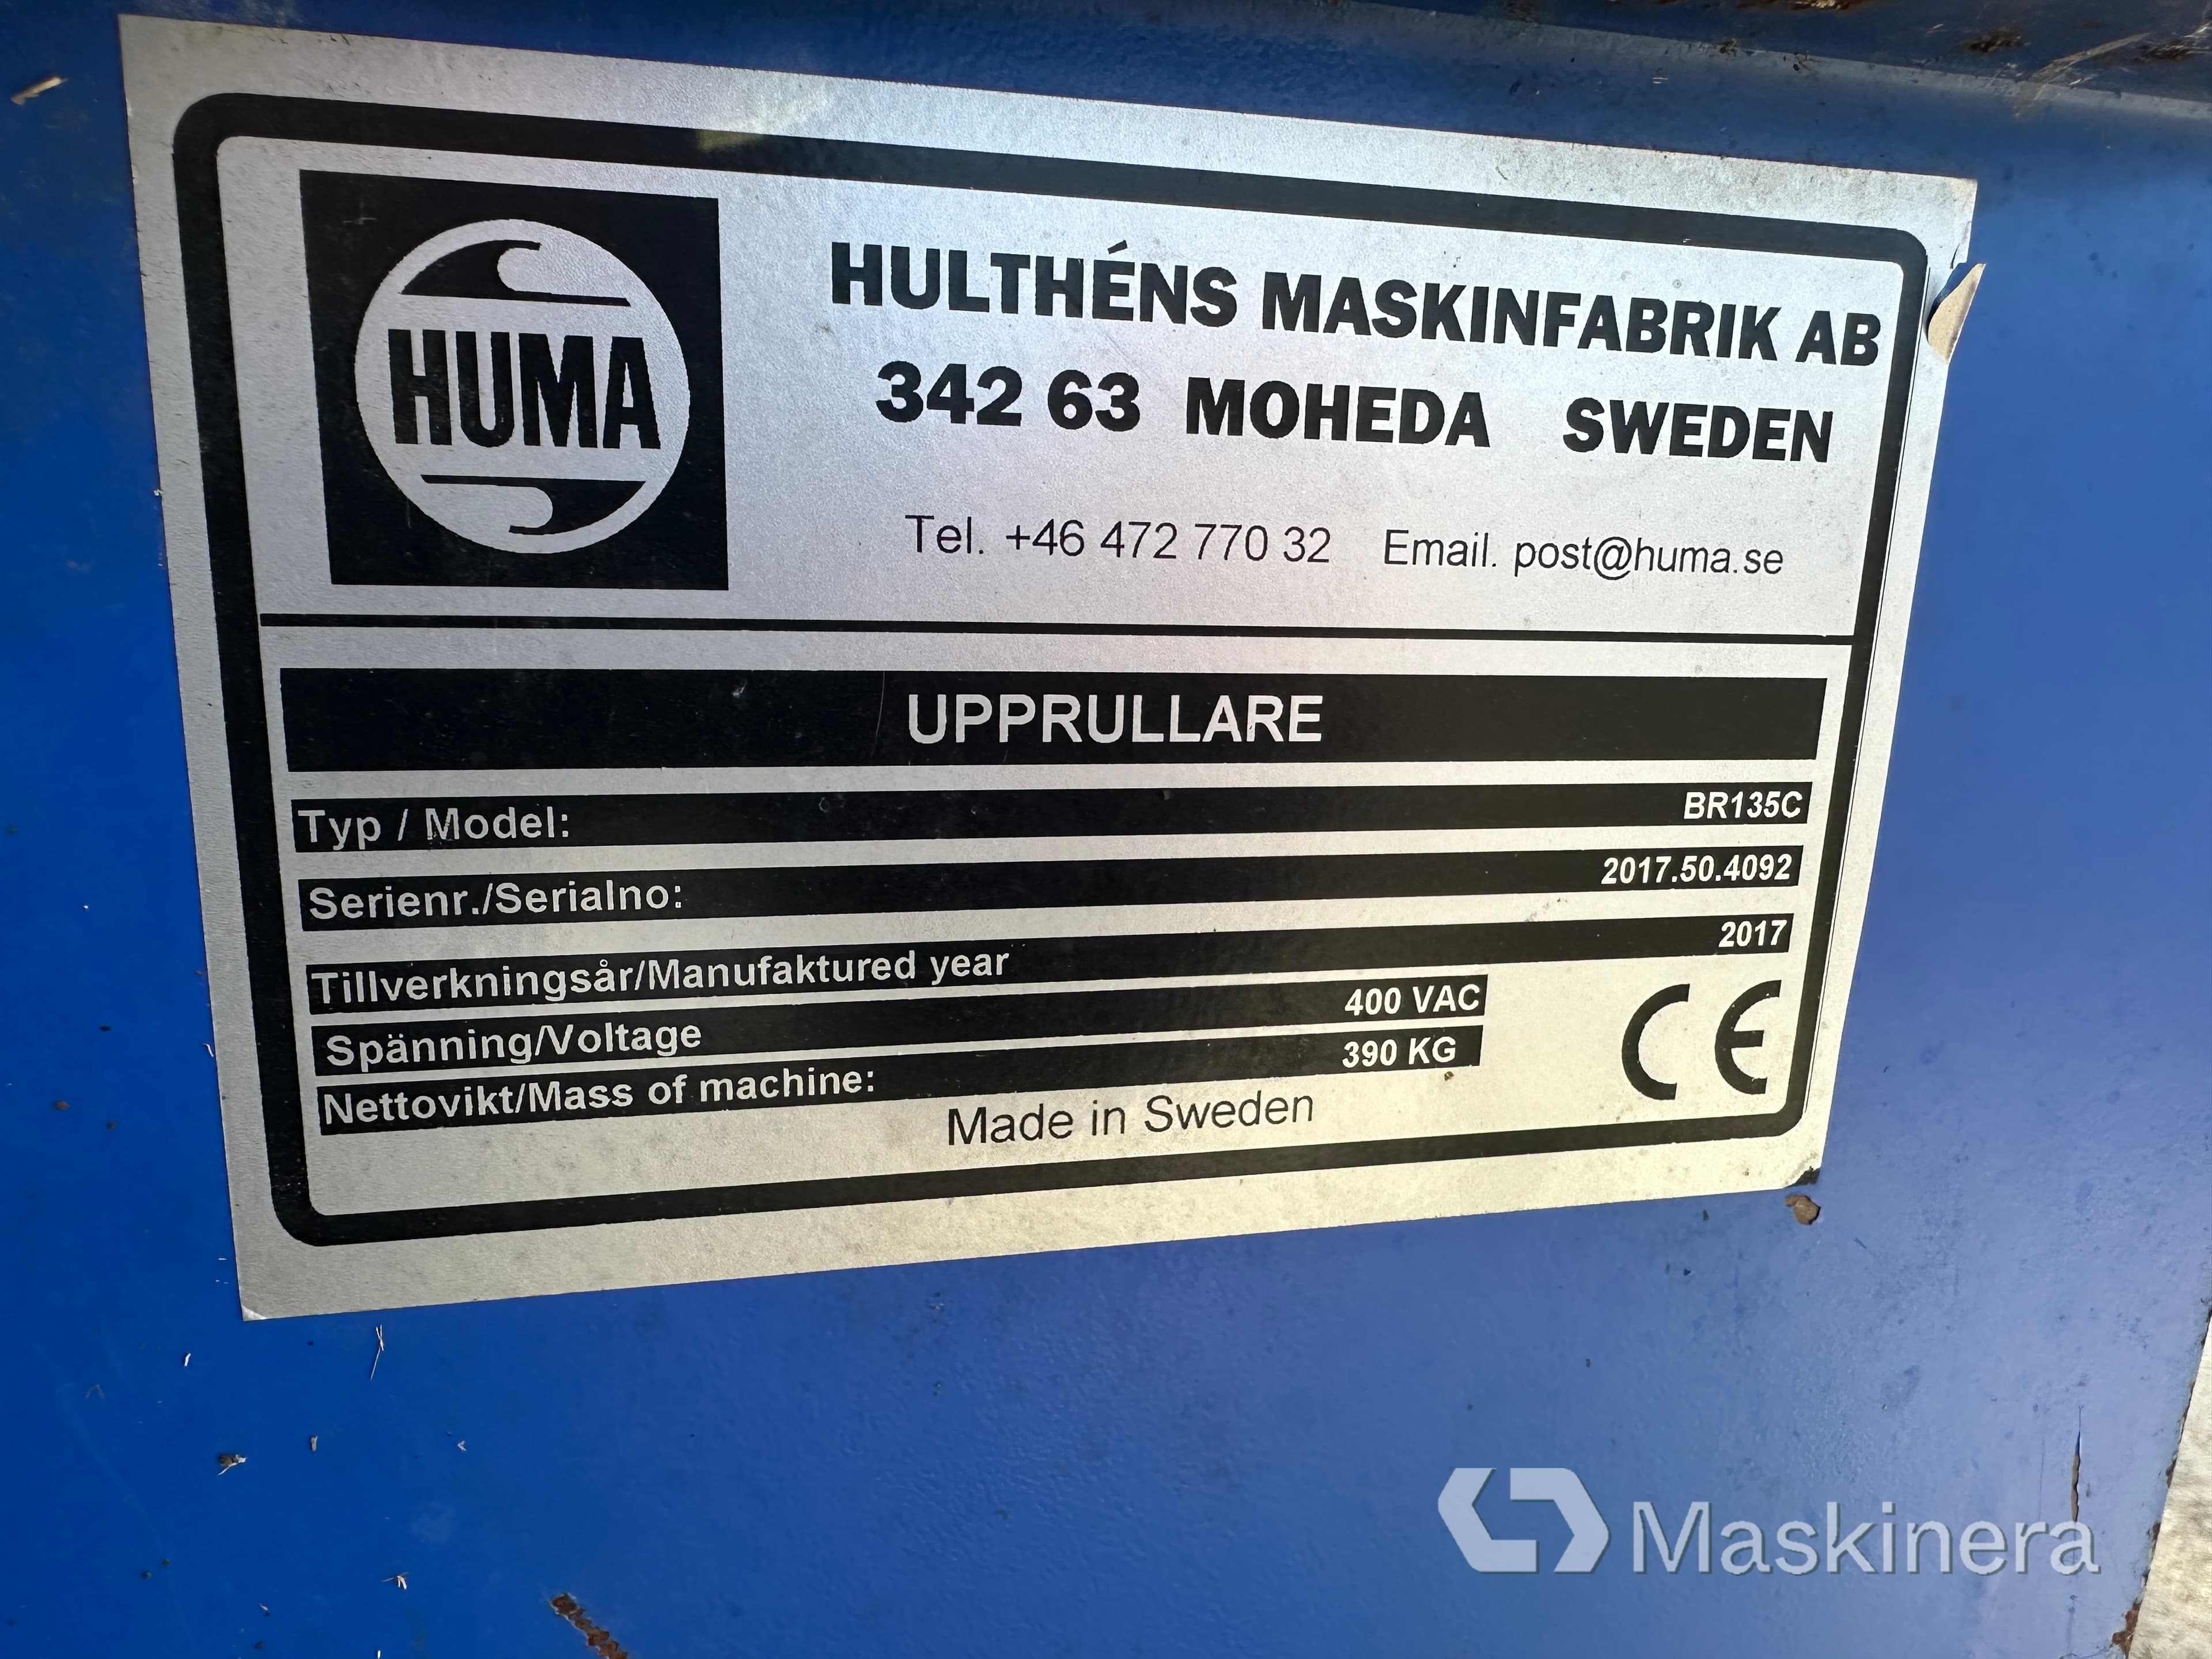 HUMA
HULTHÉNS MASKINFABRIK AB
342 63 MOHEDA SWEDEN
Tel. +46 472 770 32 Email. post@huma.se
UPPRULLARE
Typ / Model: BR135C
Serienr./Serialno: 2017.50.4092
Tillverkningsår/Manufaktured year 2017
Spänning/Voltage 400 VAC
Nettovikt/Mass of machine: 390 KG
CE
Made in Sweden
Maskinera